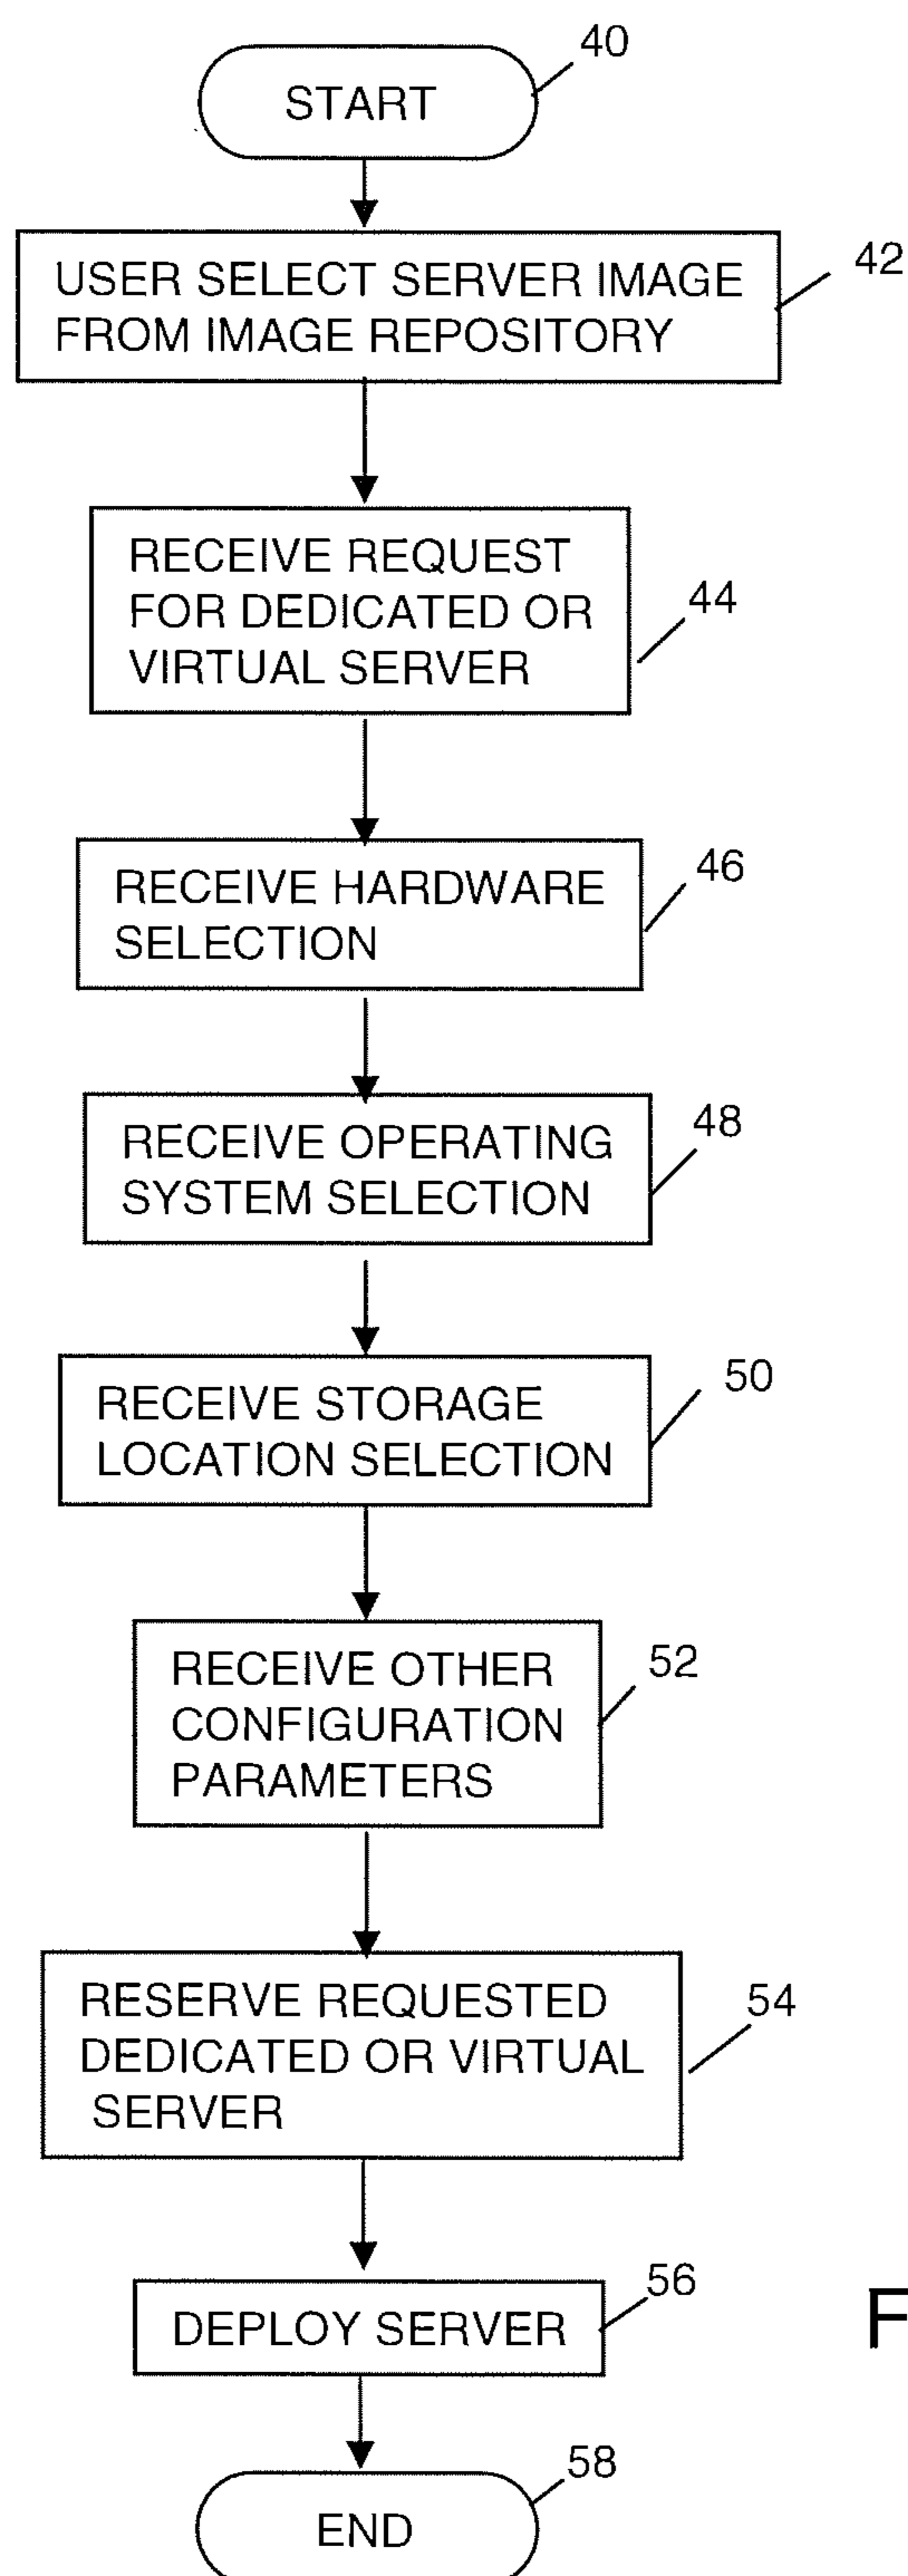 40
START
42
USER SELECT SERVER IMAGE
FROM IMAGE REPOSITORY
RECEIVE REQUEST
FOR DEDICATED OR
VIRTUAL SERVER
44
46
RECEIVE HARDWARE
SELECTION
48
RECEIVE OPERATING
SYSTEM SELECTION
50
RECEIVE STORAGE
LOCATION SELECTION
52
RECEIVE OTHER
CONFIGURATION
PARAMETERS
54
RESERVE REQUESTED
DEDICATED OR VIRTUAL
SERVER
56
DEPLOY SERVER
F
58
END